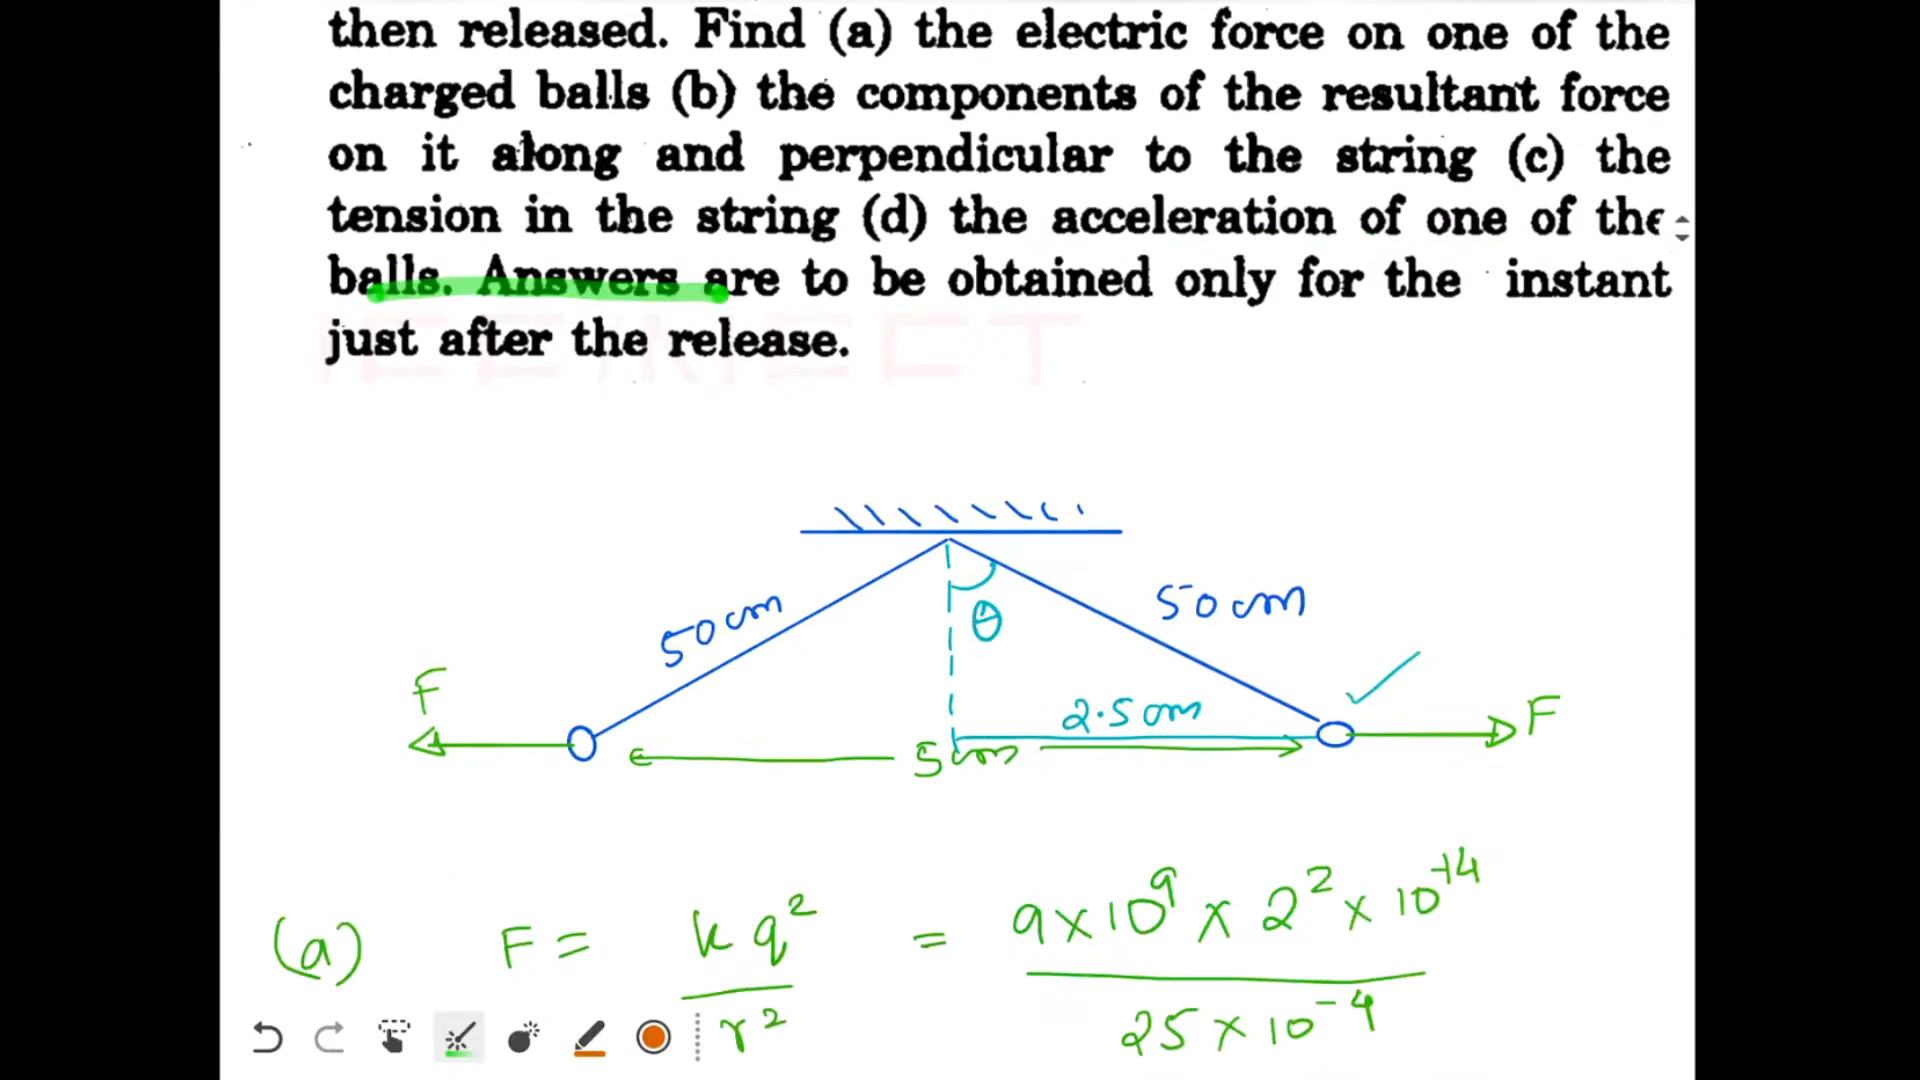 then released. Find (a) the electric force on one of the
charged balls (b) the components of the resultant force
on it along and perpendicular to the string (c) the
tension in the string (d) the acceleration of one of the
balls. Answers are to be obtained only for the instant
just after the release.
50 cm
50 cm
θ
F
2.5 cm
F
5 cm
(a) F = k q² / r² = 9 × 10⁹ × 2² × 10⁻¹⁴ / 25 × 10⁻⁴